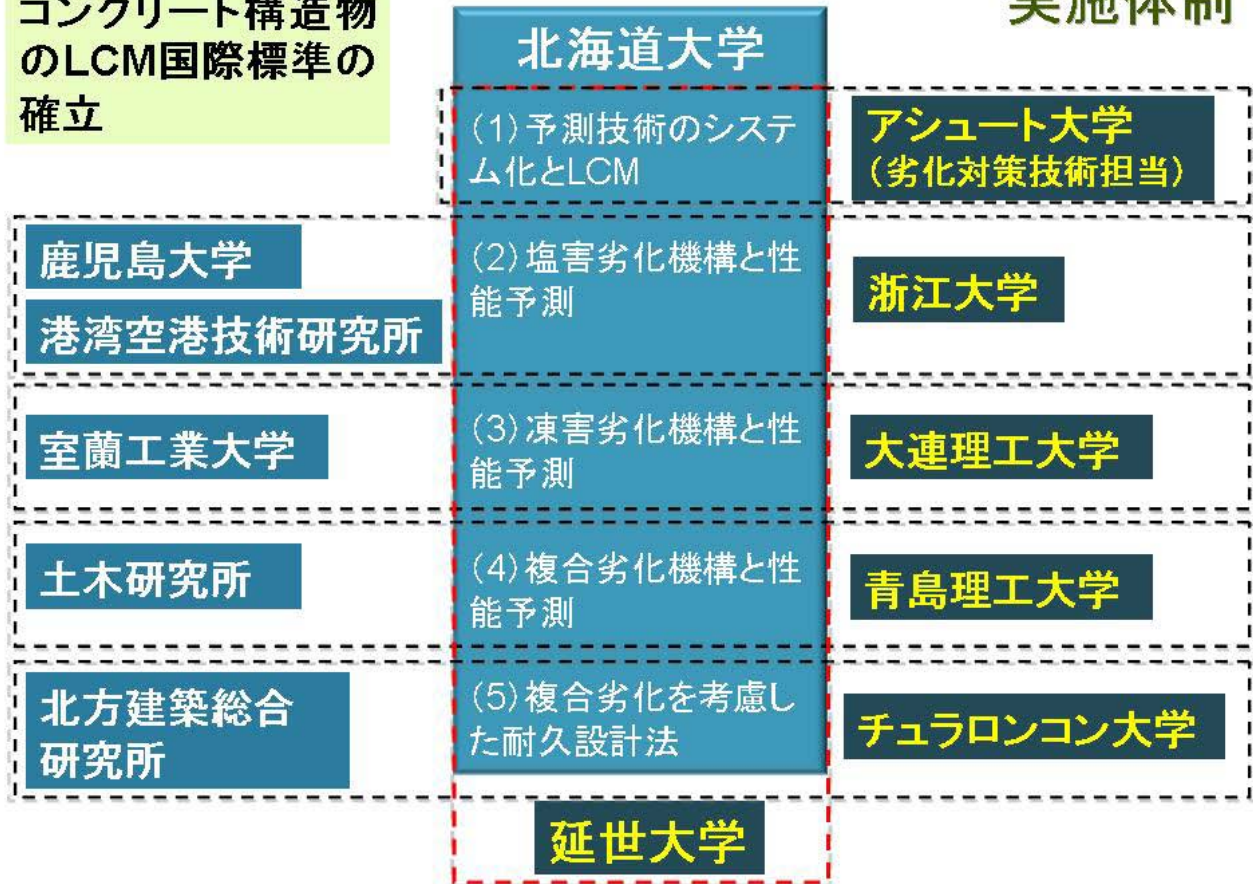 コンクリート構造物
のLCM国際標準の
確立
実施体制
北海道大学
(1)予測技術のシステ
ム化とLCM
アシュート大学
(劣化対策技術担当)
鹿児島大学
港湾空港技術研究所
(2)塩害劣化機構と性
能予測
浙江大学
室蘭工業大学
(3)凍害劣化機構と性
能予測
大連理工大学
土木研究所
(4)複合劣化機構と性
能予測
青島理工大学
北方建築総合
研究所
(5)複合劣化を考慮し
た耐久設計法
チュラロンコン大学
延世大学